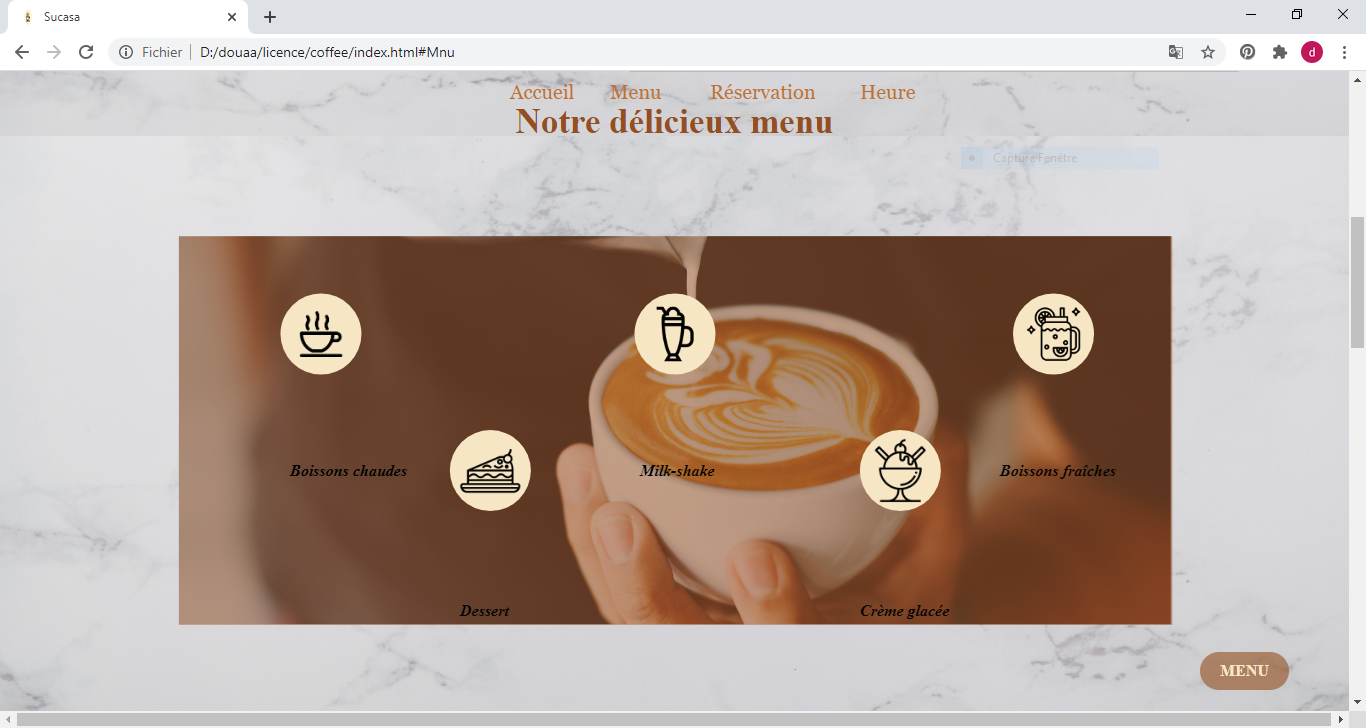 Sucasa
Fichier
D:/douaa/licence/coffee/index.html#Mnu
d
Accueil Menu Réservation Heure
Notre délicieux menu
Capture Fenêtre
Boissons chaudes Milk-shake Boissons fraîches
Dessert Crème glacée
MENU